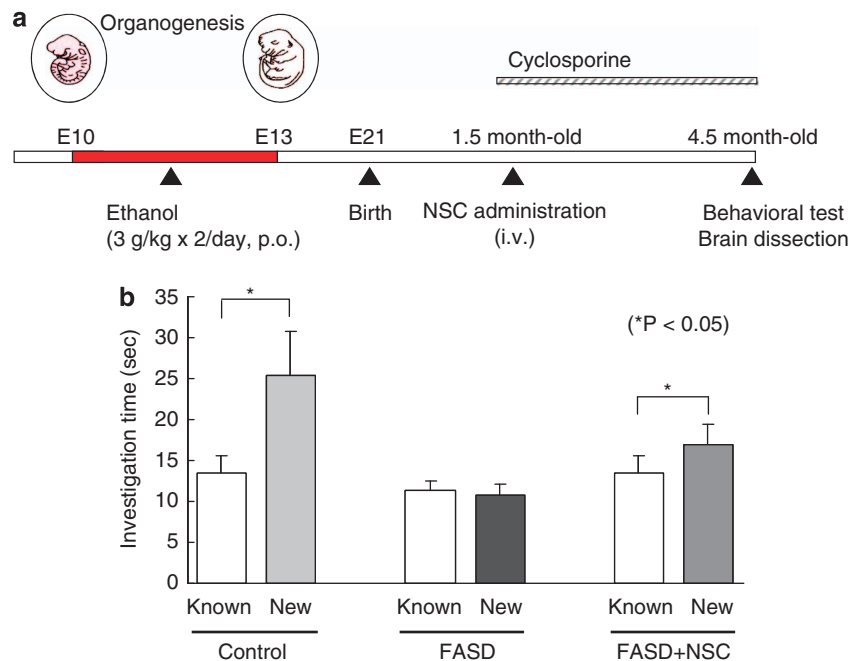 a
Organogenesis
Cyclosporine
E10 E13 E21 1.5 month-old 4.5 month-old
Ethanol
(3 g/kg x 2/day, p.o.)
Birth
NSC administration
(i.v.)
Behavioral test
Brain dissection
b
Investigation time (sec)
35
30
25
20
15
10
5
0
*
(*P < 0.05)
*
Known New Known New Known New
Control FASD FASD+NSC